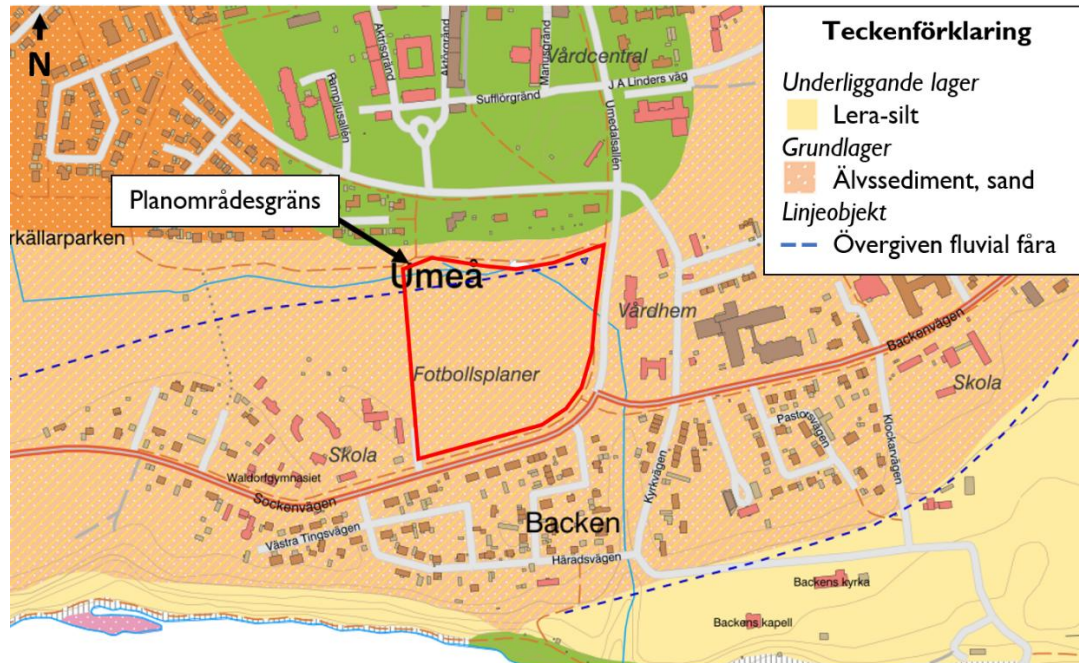 N
Teckenförklaring
Underliggande lager
Lera-silt
Grundlager
Älvssediment, sand
Linjeobjekt
Övergiven fluvial fåra
Planområdesgräns
Aktrisgränd
Aktörgränd
Mariusgränd
Vårdcentral
Rampljusallén
Sufflörgränd
J A Linders väg
Umedalsallén
rkällarparken
Umeå
Vårdhem
Backenvägen
Fotbollsplaner
Skola
Skola
Pastorsvägen
Klockarvägen
Waldorfgymnasiet
Sockenvägen
Kyrkvägen
Backen
Västra Tingsvägen
Häradsvägen
Backens kyrka
Backens kapell